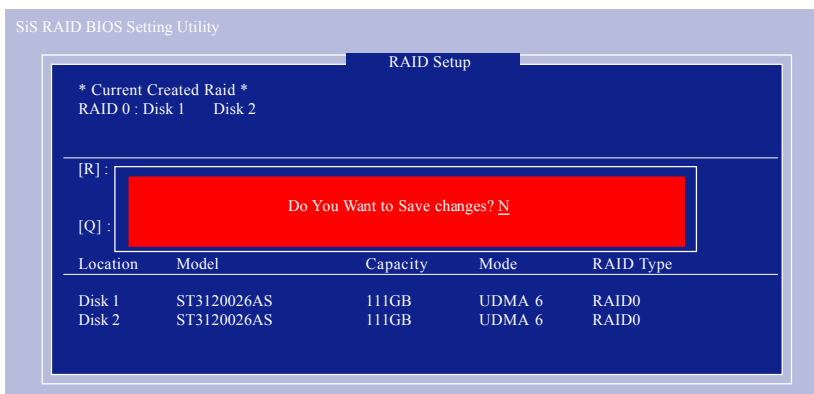 SiS RAID BIOS Setting Utility
RAID Setup
* Current Created Raid *
RAID 0 : Disk 1 Disk 2
[R] :
Do You Want to Save changes? N
[Q] :
Location Model Capacity Mode RAID Type
Disk 1 ST3120026AS 111GB UDMA 6 RAID0
Disk 2 ST3120026AS 111GB UDMA 6 RAID0